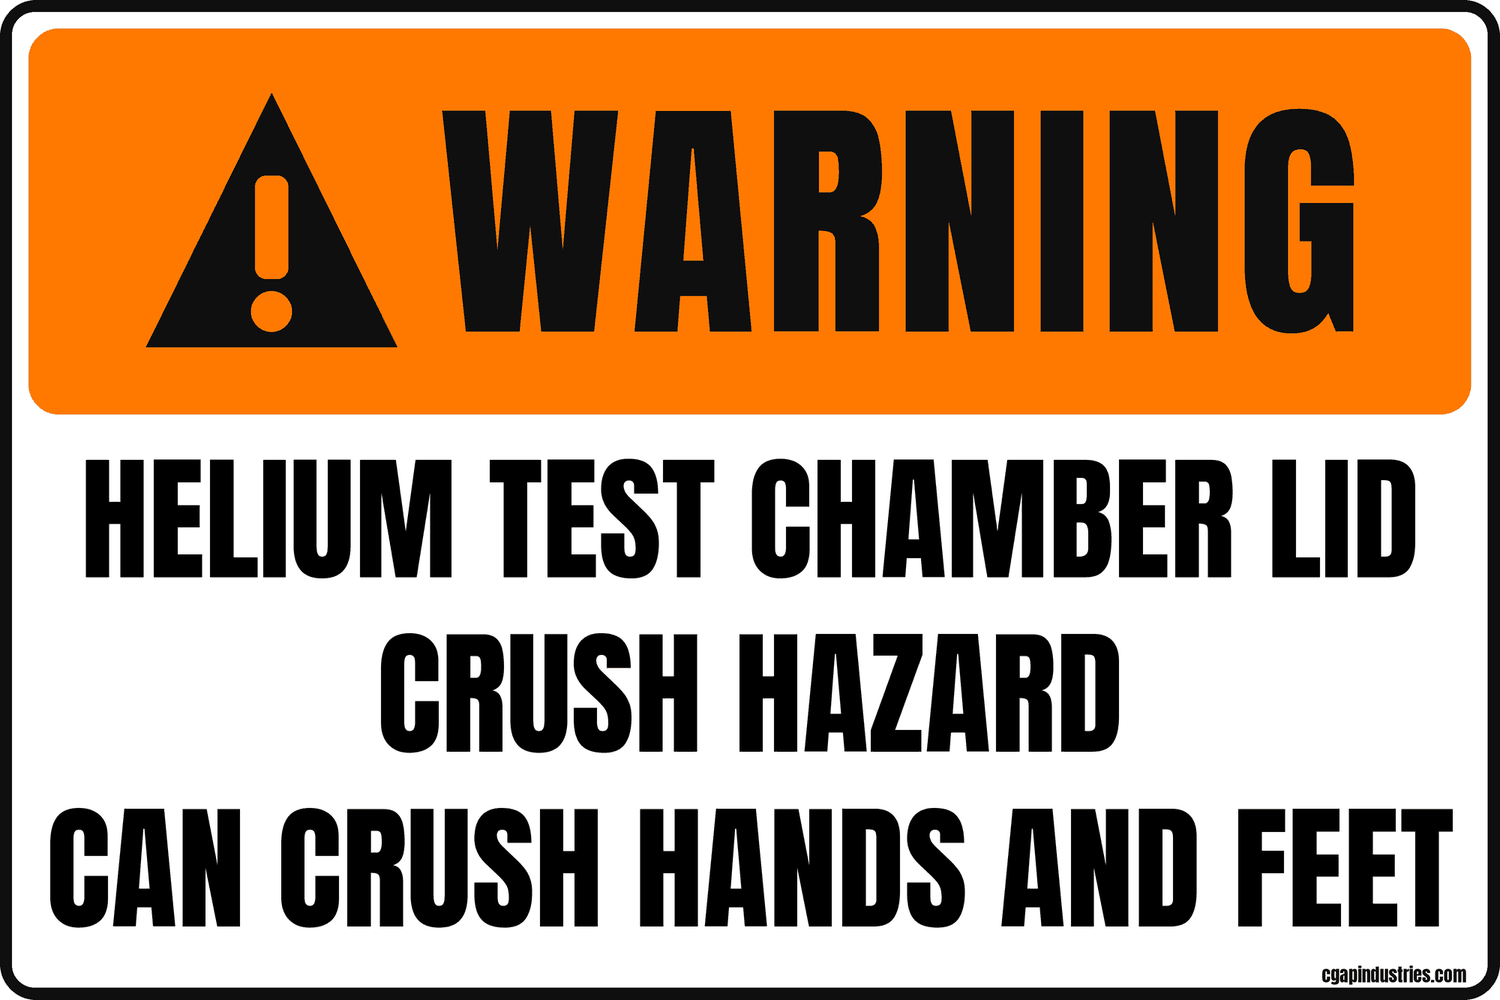 WARNING
HELIUM TEST CHAMBER LID
CRUSH HAZARD
CAN CRUSH HANDS AND FEET
cgapindustries.com